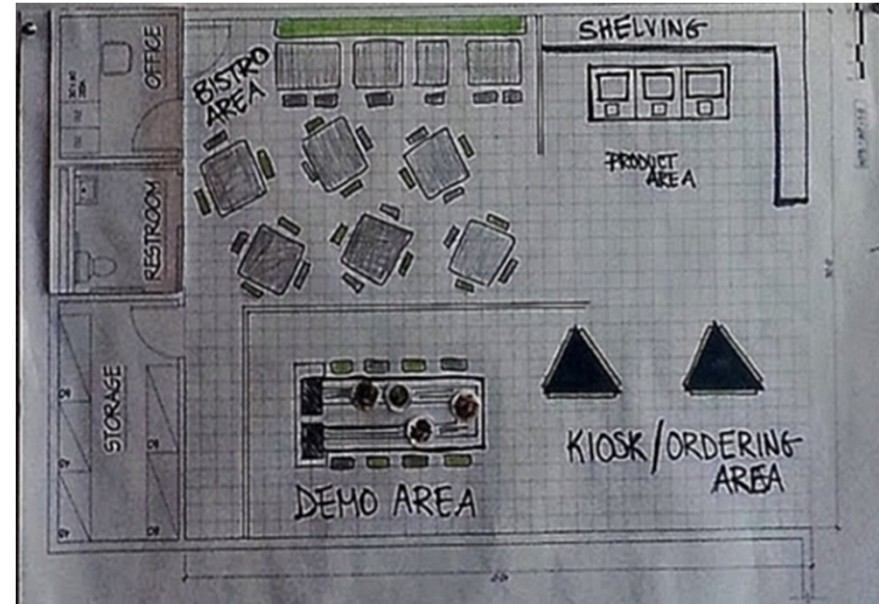 OFFICE
BISTRO
AREA
SHELVING
PRODUCT
AREA
RESTROOM
STORAGE
DEMO AREA
KIOSK/ORDERING
AREA